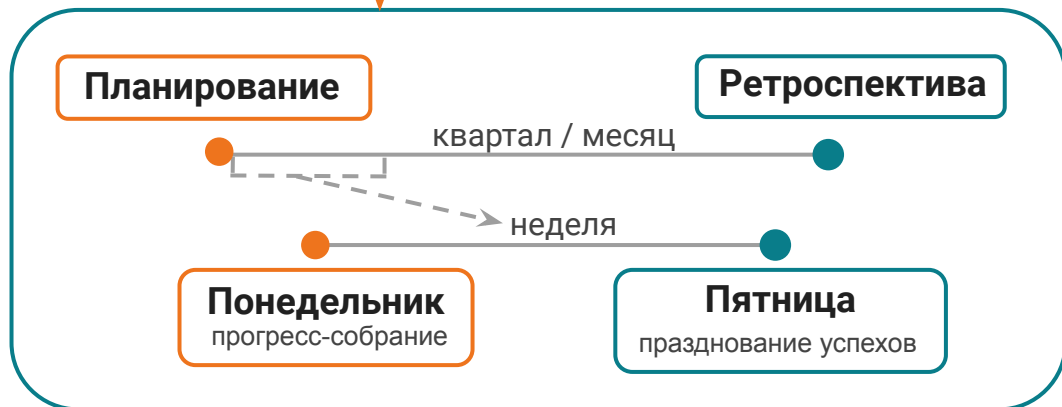 Планирование
Ретроспектива
квартал / месяц
неделя
Понедельник
прогресс-собрание
Пятница
празднование успехов